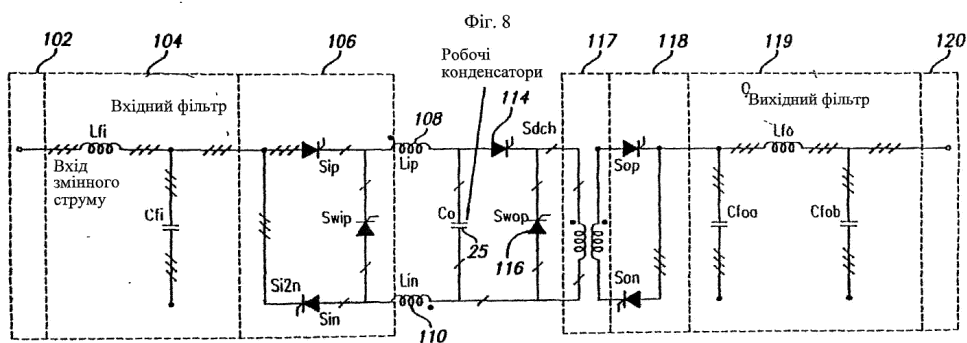 Фіг. 8
102
104
106
117
118
119
120
Робочі
конденсатори
Вхідний фільтр
114
108
Sdch
Вихідний фільтр
Lfi
Lfo
Вхід
змінного
струму
Sip
Lip
Sop
Cfi
Swip
Co
25
Swop
116
Cfoa
Cfob
Si2n
Sin
Lin
110
Son